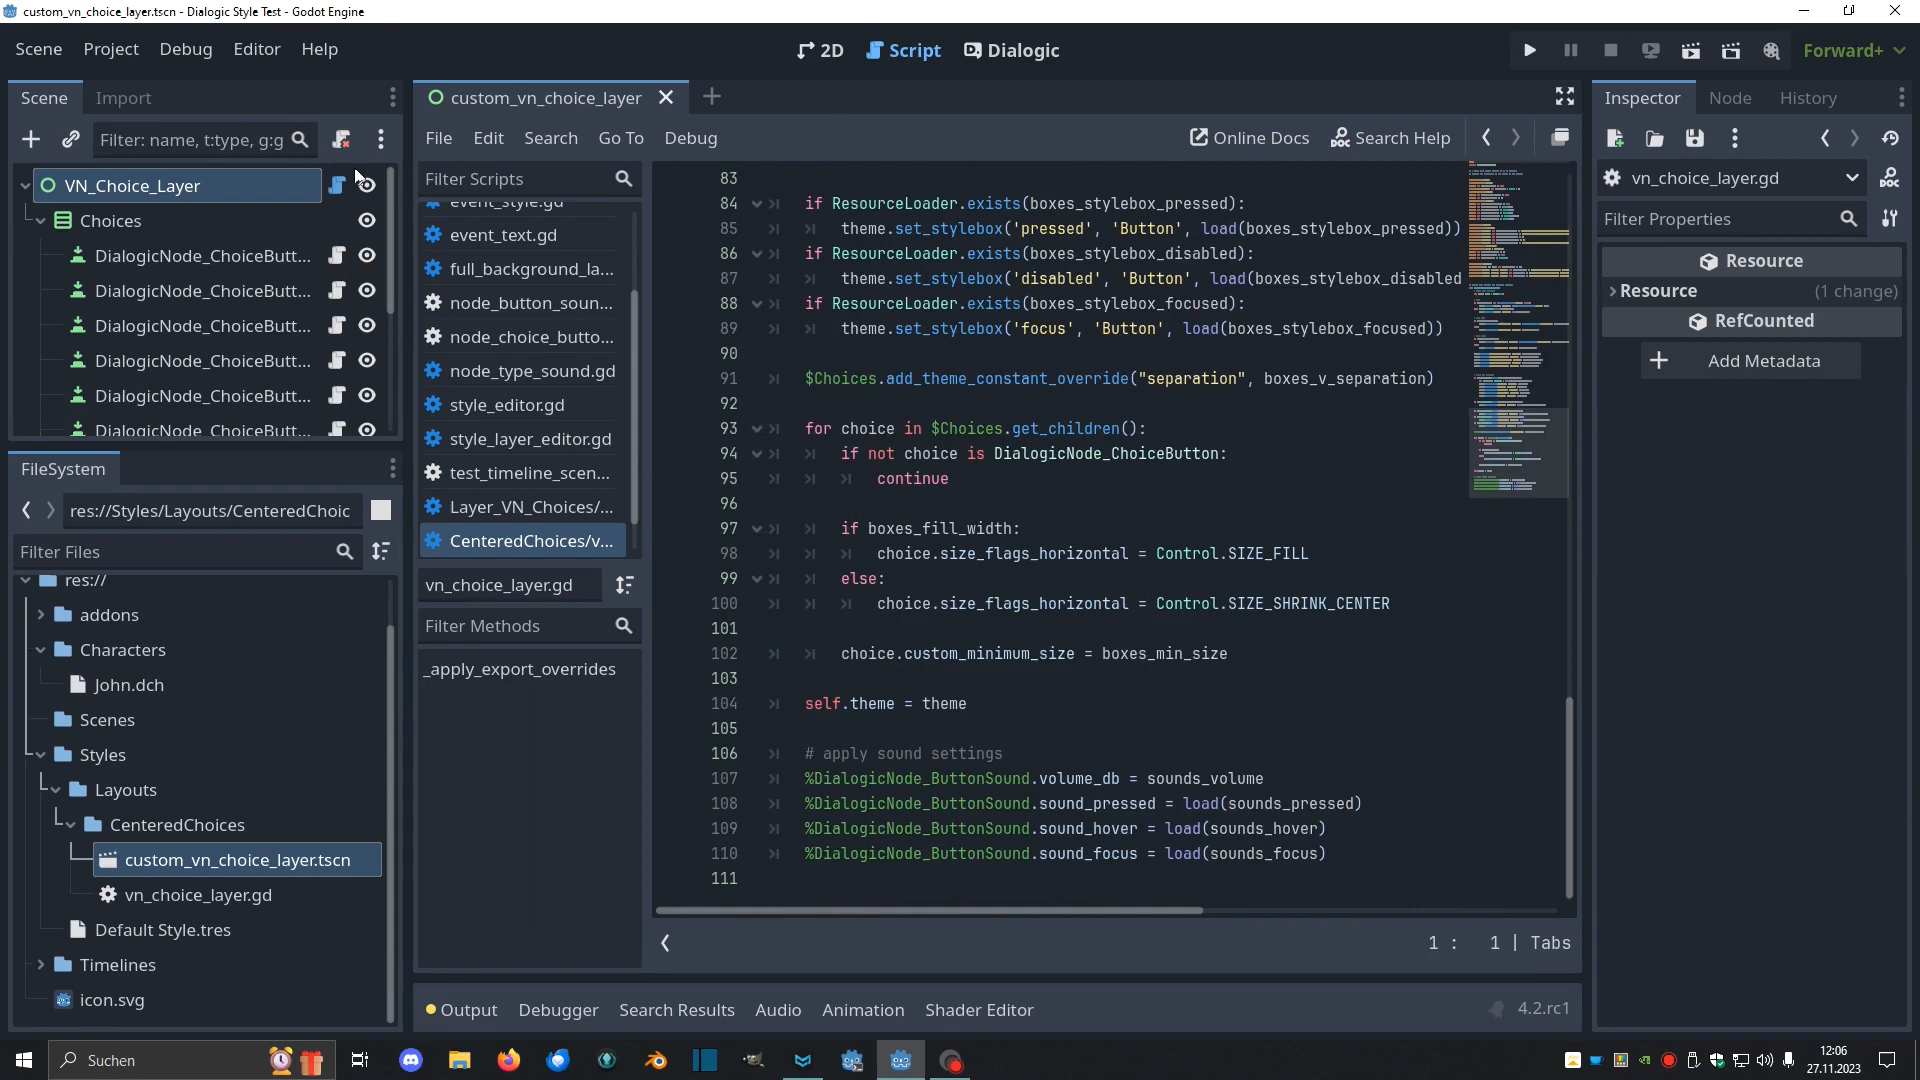 custom_vn_choice_layer.tscn - Dialogic Style Test - Godot Engine
Scene Project Debug Editor Help
2D Script Dialogic
Forward+
Scene Import
Filter: name, t:type, g:g
VN_Choice_Layer
Choices
DialogicNode_ChoiceButt...
DialogicNode_ChoiceButt...
DialogicNode_ChoiceButt...
DialogicNode_ChoiceButt...
DialogicNode_ChoiceButt...
DialogicNode_ChoiceButt...
FileSystem
res://Styles/Layouts/CenteredChoic
Filter Files
res://
addons
Characters
John.dch
Scenes
Styles
Layouts
CenteredChoices
custom_vn_choice_layer.tscn
vn_choice_layer.gd
Default Style.tres
Timelines
icon.svg
custom_vn_choice_layer
File Edit Search Go To Debug
Online Docs Search Help
Filter Scripts
event_style.gd
event_text.gd
full_background_la...
node_button_soun...
node_choice_butto...
node_type_sound.gd
style_editor.gd
style_layer_editor.gd
test_timeline_scen...
Layer_VN_Choices/...
CenteredChoices/v...
vn_choice_layer.gd
Filter Methods
_apply_export_overrides
83
84 if ResourceLoader.exists(boxes_stylebox_pressed):
85 theme.set_stylebox('pressed', 'Button', load(boxes_stylebox_pressed))
86 if ResourceLoader.exists(boxes_stylebox_disabled):
87 theme.set_stylebox('disabled', 'Button', load(boxes_stylebox_disabled
88 if ResourceLoader.exists(boxes_stylebox_focused):
89 theme.set_stylebox('focus', 'Button', load(boxes_stylebox_focused))
90
91 $Choices.add_theme_constant_override("separation", boxes_v_separation)
92
93 for choice in $Choices.get_children():
94 if not choice is DialogicNode_ChoiceButton:
95 continue
96
97 if boxes_fill_width:
98 choice.size_flags_horizontal = Control.SIZE_FILL
99 else:
100 choice.size_flags_horizontal = Control.SIZE_SHRINK_CENTER
101
102 choice.custom_minimum_size = boxes_min_size
103
104 self.theme = theme
105
106 # apply sound settings
107 %DialogicNode_ButtonSound.volume_db = sounds_volume
108 %DialogicNode_ButtonSound.sound_pressed = load(sounds_pressed)
109 %DialogicNode_ButtonSound.sound_hover = load(sounds_hover)
110 %DialogicNode_ButtonSound.sound_focus = load(sounds_focus)
111
1 : 1 | Tabs
Output Debugger Search Results Audio Animation Shader Editor
4.2.rc1
Inspector Node History
vn_choice_layer.gd
Filter Properties
Resource
Resource (1 change)
RefCounted
Add Metadata
Suchen
12:06
27.11.2023